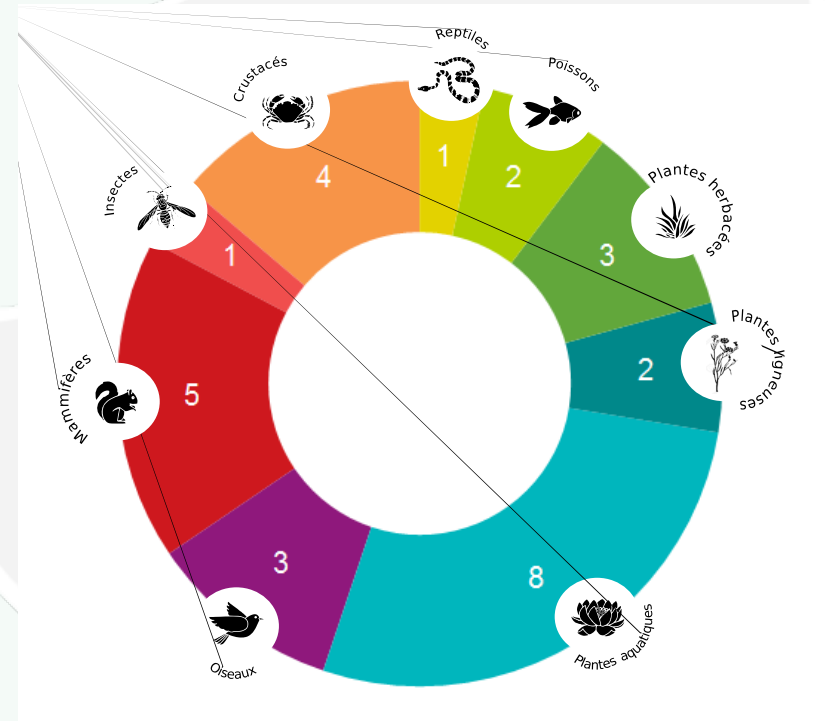 Reptiles
1
Poissons
2
Plantes herbacées
3
Plantes ligneuses
2
Plantes aquatiques
8
Oiseaux
3
Mammifères
5
Insectes
1
Crustacés
4